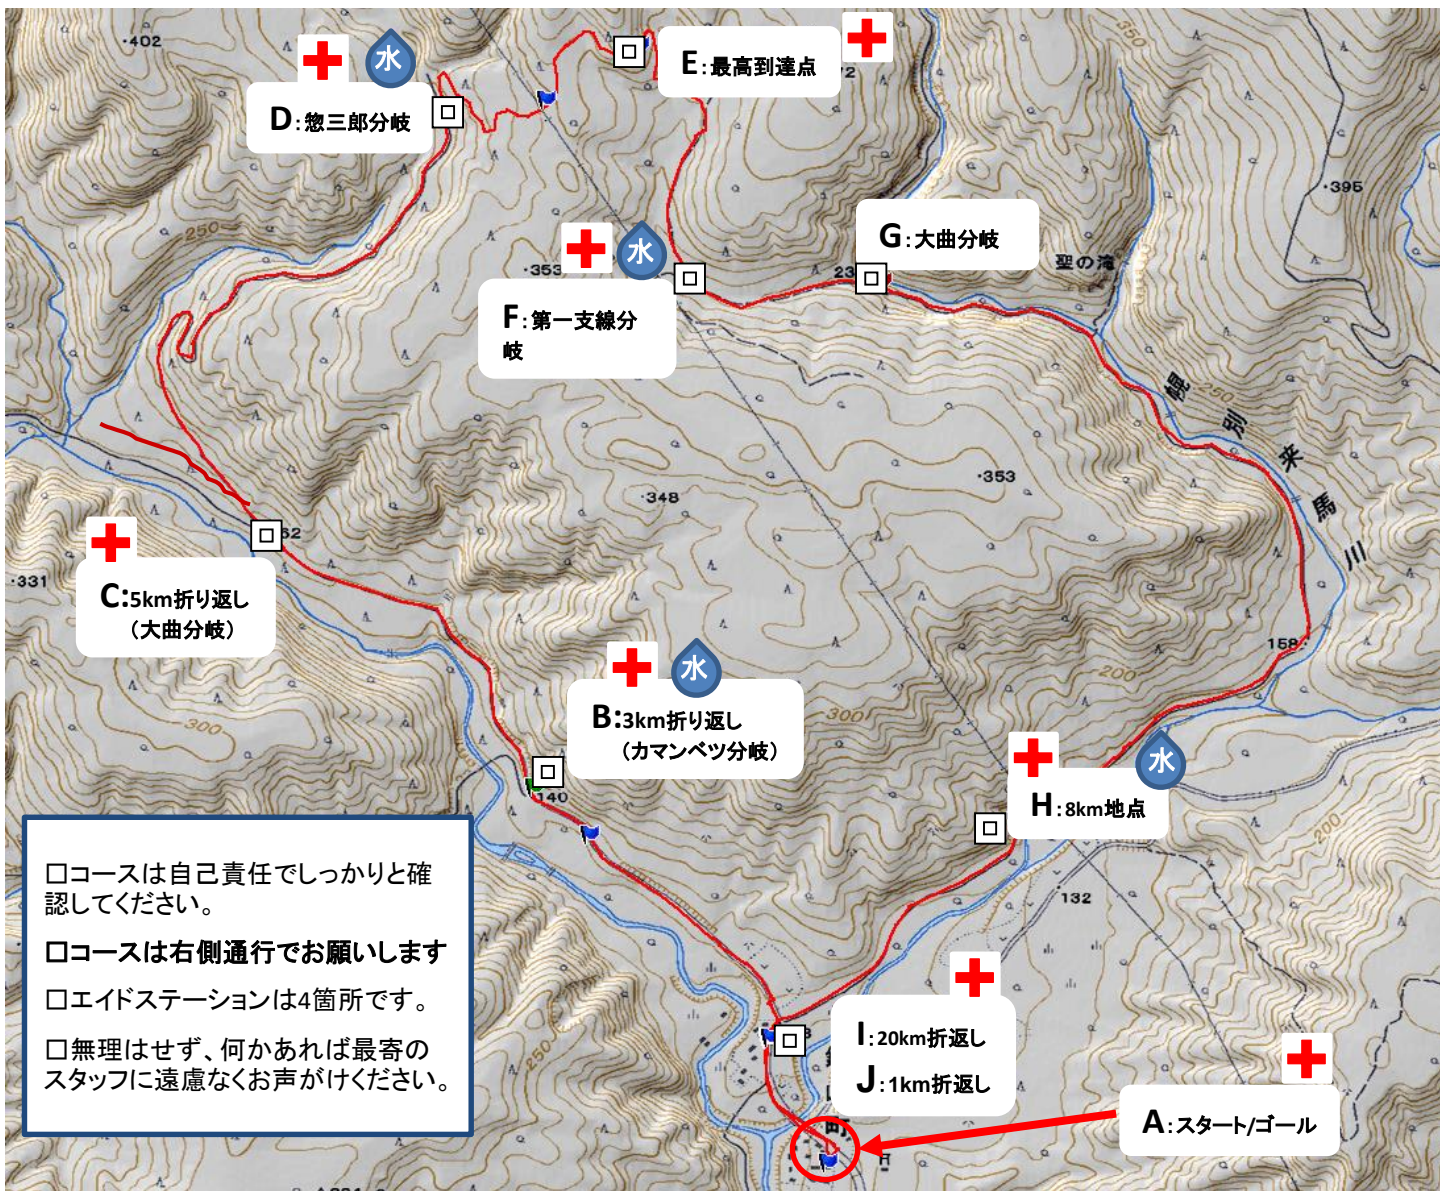 402
水
D:惣三郎分岐
E:最高到達点
72
395
250
G:大曲分岐
聖の滝
水
353
23
F:第一支線分
岐
幌別来馬川
250
353
348
62
331
C:5km折り返し
（大曲分岐）
158
200
水
B:3km折り返し
（カマンベツ分岐）
300
300
水
H:8km地点
140
200
132
□コースは自己責任でしっかりと確
認してください。
□コースは右側通行でお願いします
□エイドステーションは4箇所です。
□無理はせず、何かあれば最寄の
スタッフに遠慮なくお声がけください。
250
I:20km折返し
J:1km折返し
町
A:スタート/ゴール